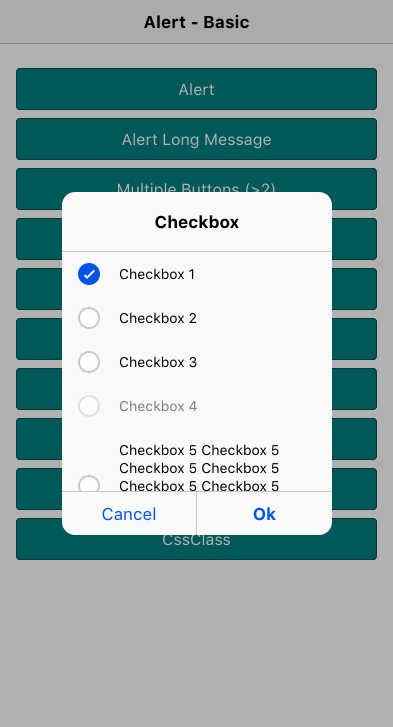 Alert - Basic
Alert
Alert Long Message
Multiple Buttons (>2)
Checkbox
Checkbox 1
Checkbox 2
Checkbox 3
Checkbox 4
Checkbox 5 Checkbox 5
Checkbox 5 Checkbox 5
Checkbox 5 Checkbox 5
Cancel
Ok
CssClass